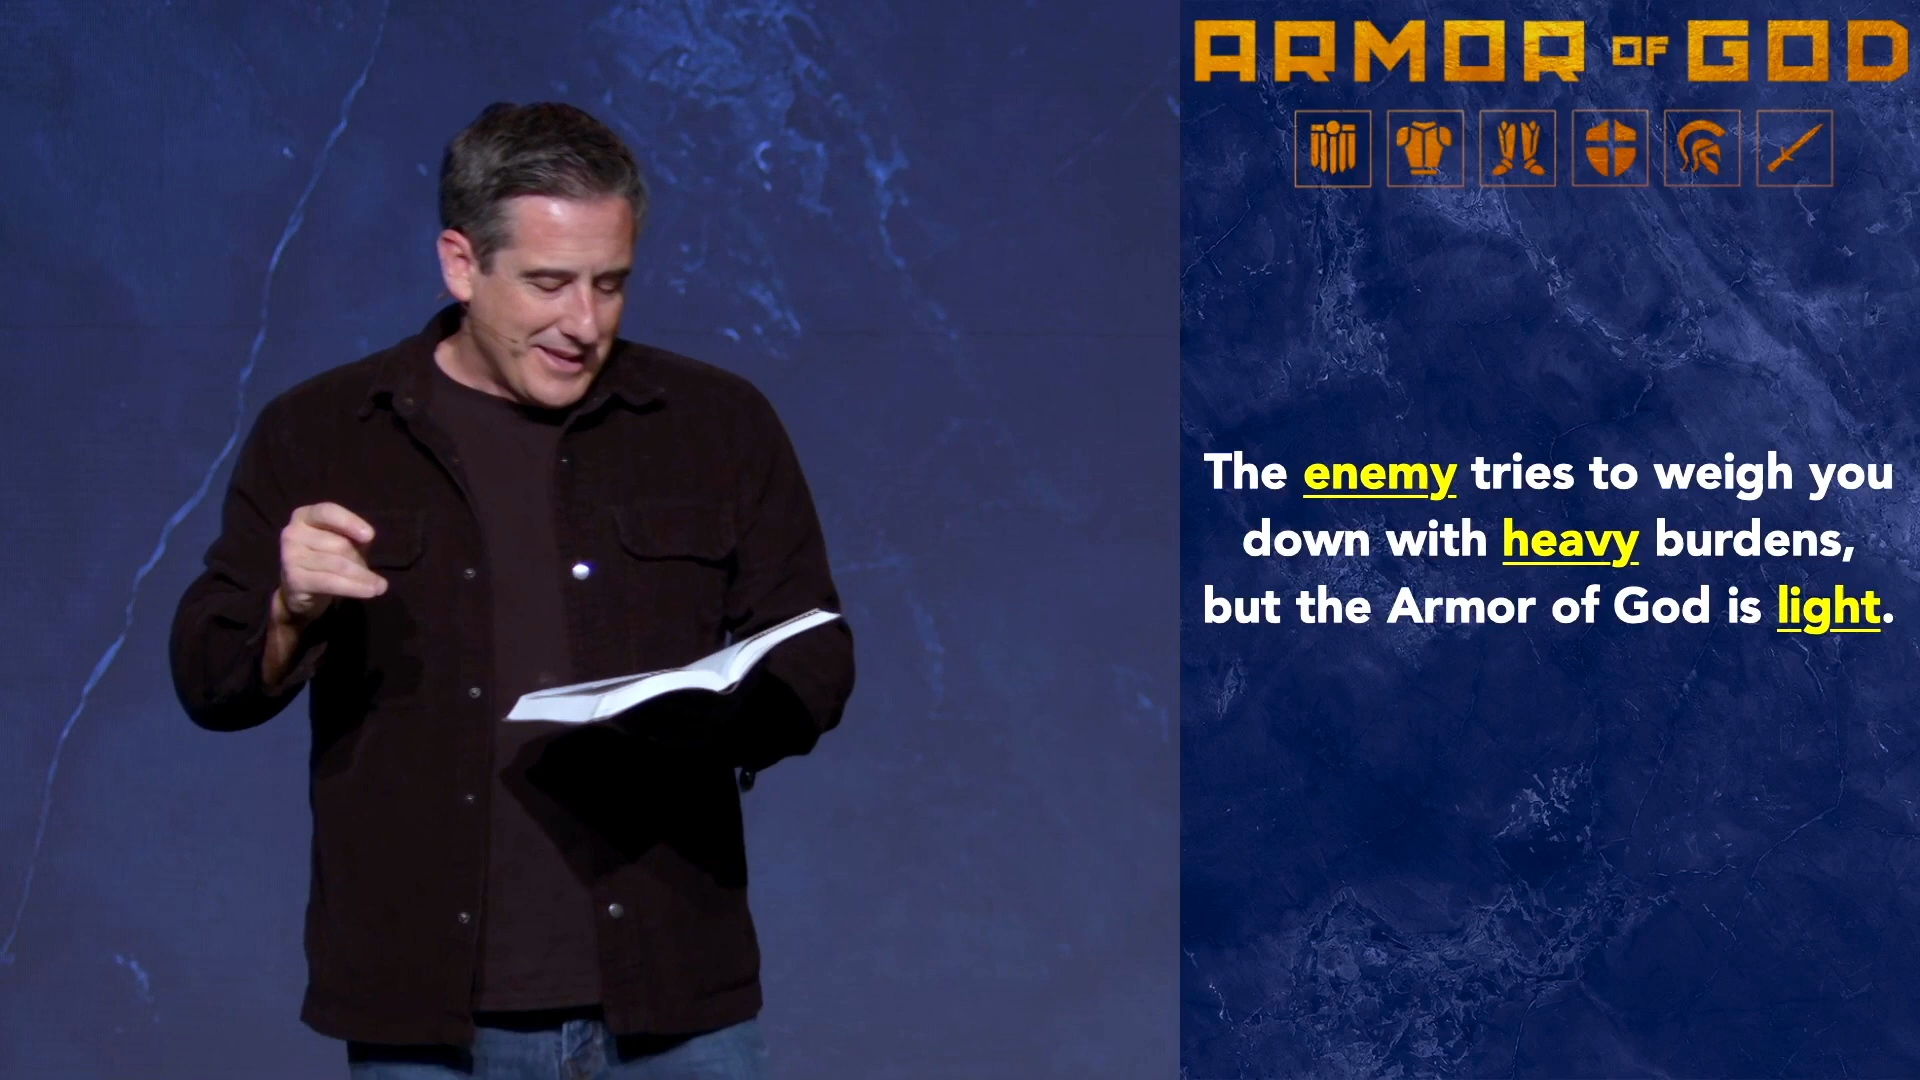 ARMOR OF GOD
The enemy tries to weigh you
down with heavy burdens,
but the Armor of God is light.